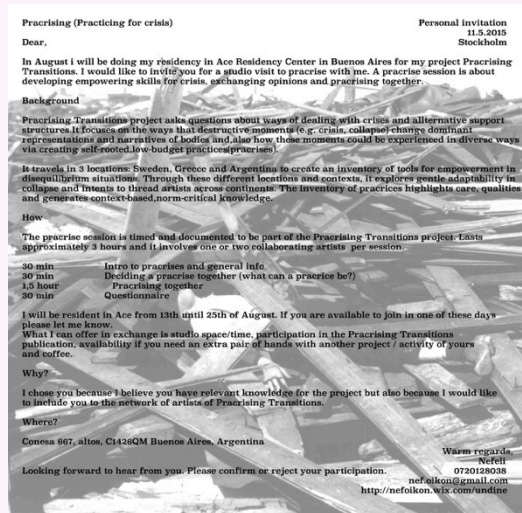 Pracrising (Practicing for crisis)
Personal invitation
11.5.2015
Stockholm
Dear,
In August i will be doing my residency in Ace Residency Center in Buenos Aires for my project Pracrising
Transitions. I would like to invite you for a studio visit to pracrise with me. A pracrise session is about
developing empowering skills for crisis, exchanging opinions and pracrising together.
Background
Pracrising Transitions project asks questions about ways of dealing with crises and allternative support
structures.It focuses on the ways that destructive moments (e.g. crisis, collapse) change dominant
representations and narratives of bodies and,also how these moments could be experienced in diverse ways
via creating self-rooted,low-budget practices(pracrises).
It travels in 3 locations: Sweden, Greece and Argentina to create an inventory of tools for empowerment in
disequilibrium situations. Through these different locations and contexts, it explores gentle adaptability in
collapse and intents to thread artists across continents. The inventory of pracrices highlights care, qualities
and generates context-based,norm-critical knowledge.
How
The pracrise session is timed and documented to be part of the Pracrising Transitions project. Lasts
approximately 3 hours and it involves one or two collaborating artists per session.
30 min Intro to pracrises and general info
30 min Deciding a pracrise together (what can a pracrice be?)
1,5 hour Pracrising together
30 min Questionnaire
I will be resident in Ace from 13th until 25th of August. If you are available to join in one of these days
please let me know.
What I can offer in exchange is studio space/time, participation in the Pracrising Transitions
publication, availability if you need an extra pair of hands with another project / activity of yours
and coffee.
Why?
I chose you because I believe you have relevant knowledge for the project but also because I would like
to include you to the network of artists of Pracrising Transitions.
Where?
Conesa 667, altos, C1426QM Buenos Aires, Argentina
Warm regards,
Nefeli
Looking forward to hear from you. Please confirm or reject your participation.
0720128038
nef.oikon@gmail.com
http://nefoikon.wix.com/undine